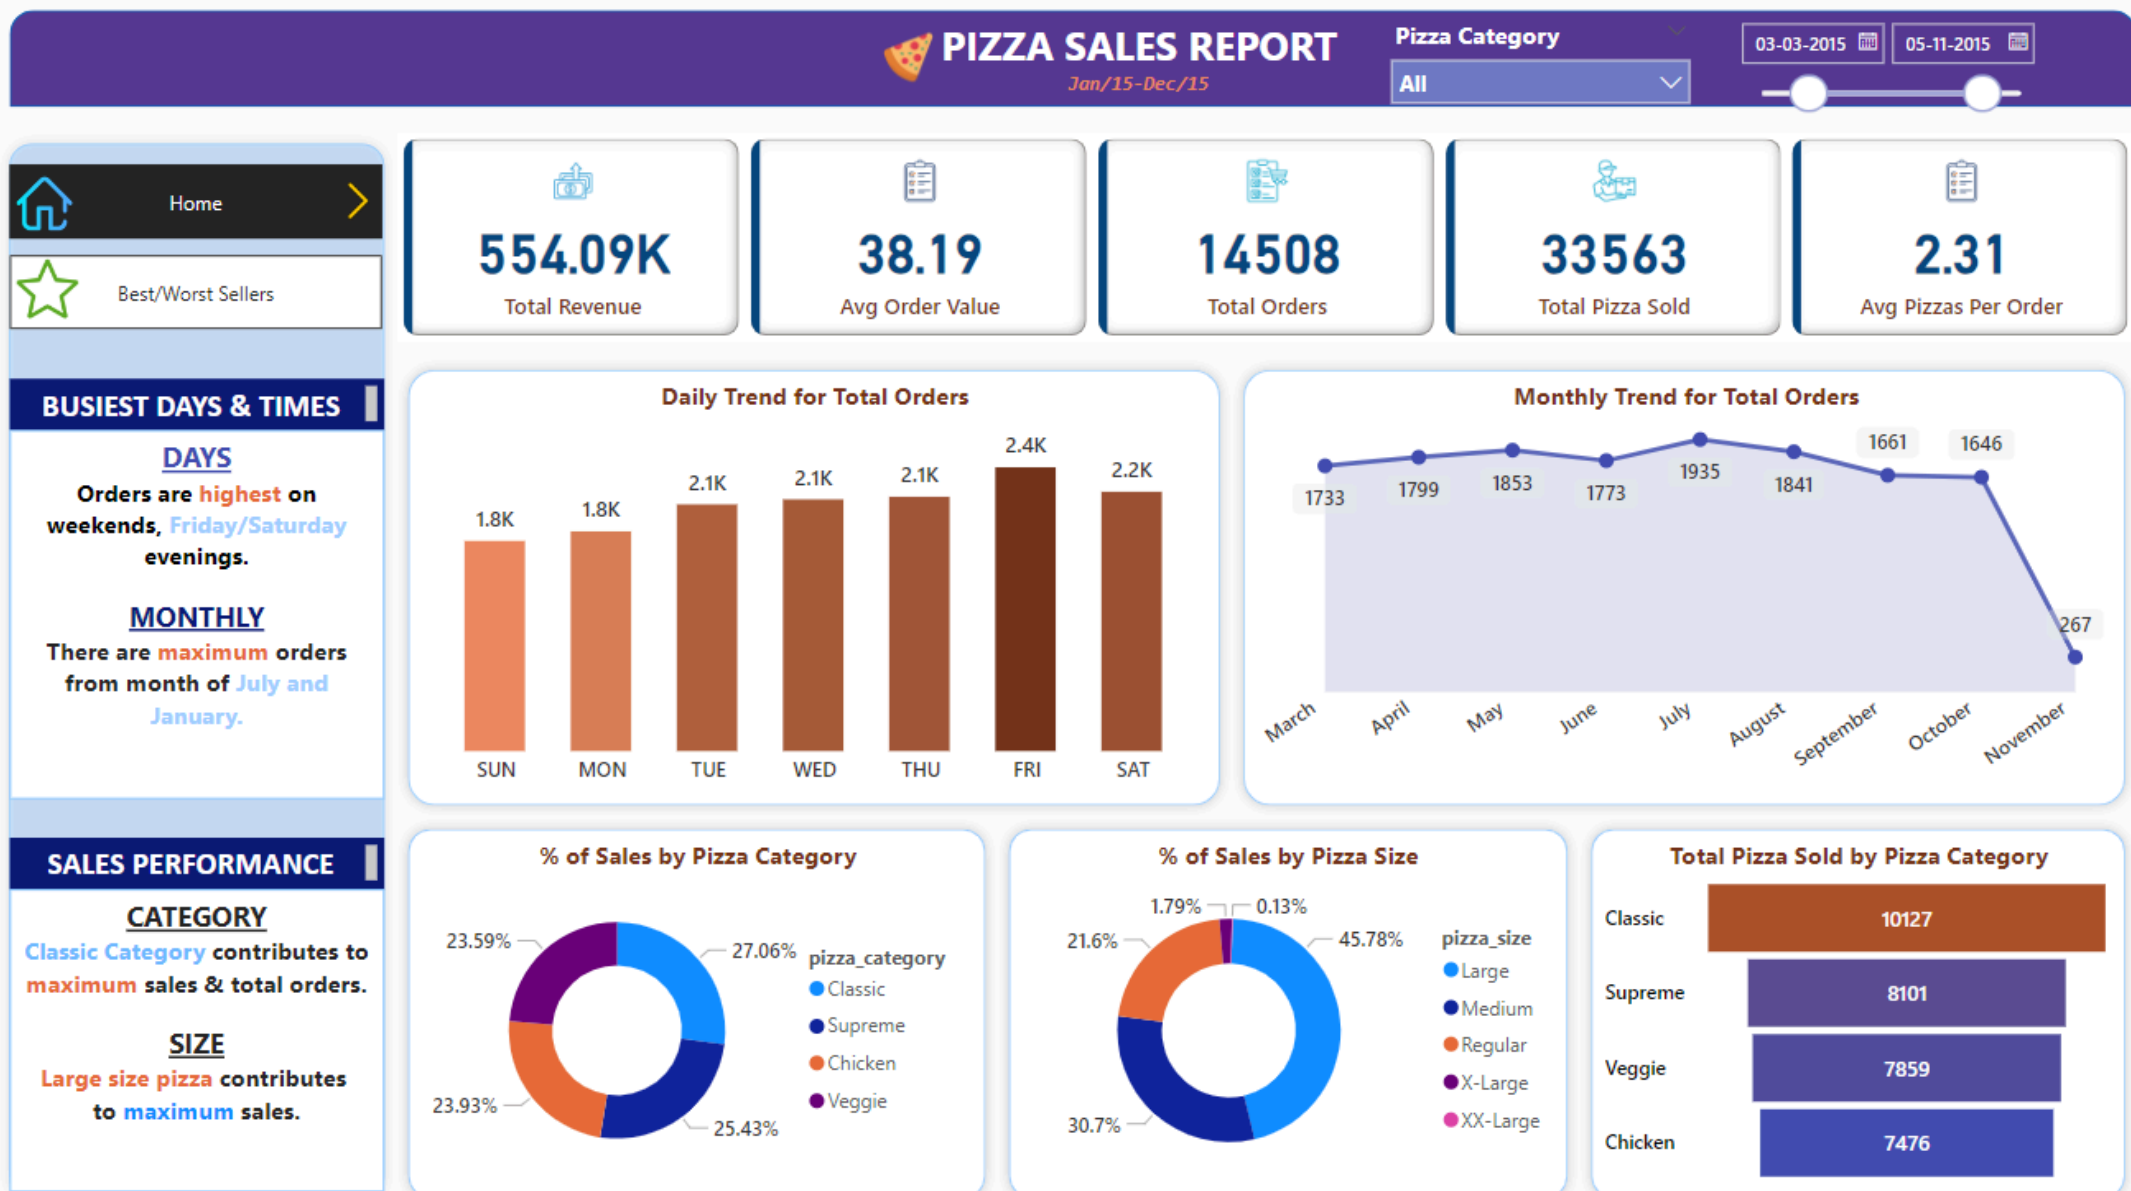 PIZZA SALES REPORT
Jan/15-Dec/15
Pizza Category
All
03-03-2015
05-11-2015
Home
Best/Worst Sellers
BUSIEST DAYS & TIMES
DAYS
Orders are highest on
weekends, Friday/Saturday
evenings.
MONTHLY
There are maximum orders
from month of July and
January.
SALES PERFORMANCE
CATEGORY
Classic Category contributes to
maximum sales & total orders.
SIZE
Large size pizza contributes
to maximum sales.
554.09K
Total Revenue
38.19
Avg Order Value
14508
Total Orders
33563
Total Pizza Sold
2.31
Avg Pizzas Per Order
Daily Trend for Total Orders
1.8K
1.8K
2.1K
2.1K
2.1K
2.4K
2.2K
SUN
MON
TUE
WED
THU
FRI
SAT
Monthly Trend for Total Orders
1733
1799
1853
1773
1935
1841
1661
1646
267
March
April
May
June
July
August
September
October
November
% of Sales by Pizza Category
23.59%
27.06%
23.93%
25.43%
pizza_category
Classic
Supreme
Chicken
Veggie
% of Sales by Pizza Size
1.79%
0.13%
21.6%
45.78%
30.7%
pizza_size
Large
Medium
Regular
X-Large
XX-Large
Total Pizza Sold by Pizza Category
Classic
10127
Supreme
8101
Veggie
7859
Chicken
7476